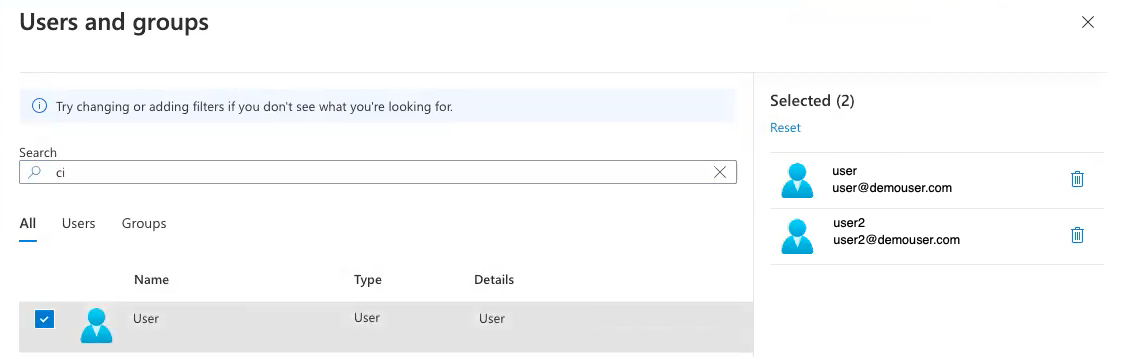 Users and groups
Try changing or adding filters if you don't see what you're looking for.
Search
ci
All Users Groups
Name Type Details
User User User
Selected (2)
Reset
user
user@demouser.com
user2
user2@demouser.com